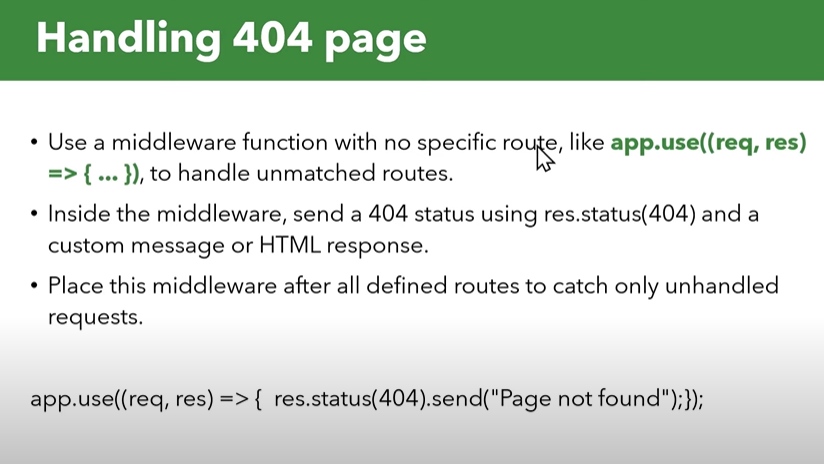 Handling 404 page
• Use a middleware function with no specific route, like app.use((req, res)
=> { ... }), to handle unmatched routes.
• Inside the middleware, send a 404 status using res.status(404) and a
custom message or HTML response.
• Place this middleware after all defined routes to catch only unhandled
requests.
app.use((req, res) => {  res.status(404).send("Page not found");});